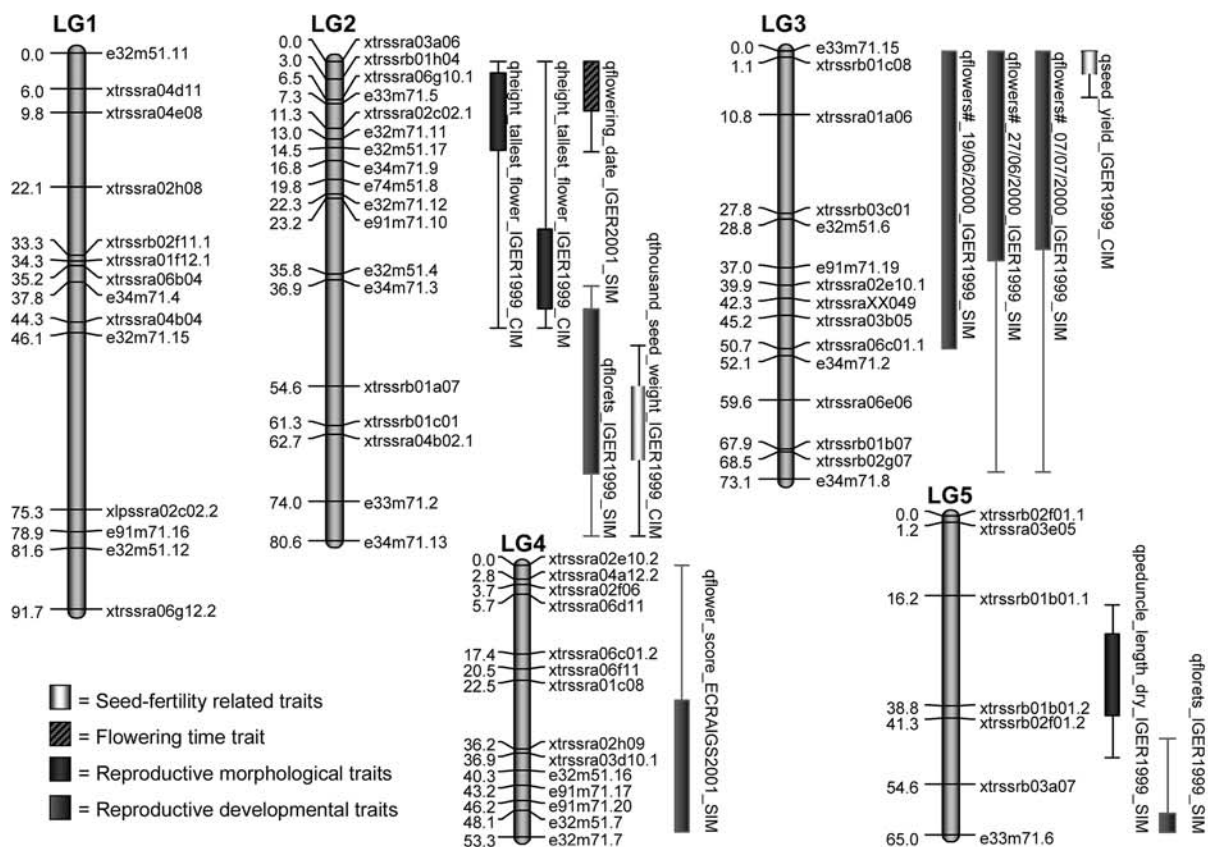 LG1
0.0 e32m51.11
6.0 xtrssra04d11
9.8 xtrssra04e08
22.1 xtrssra02h08
33.3 xtrssrb02f11.1
34.3 xtrssra01f12.1
35.2 xtrssra06b04
37.8 e34m71.4
44.3 xtrssra04b04
46.1 e32m71.15
75.3 xlpssra02c02.2
78.9 e91m71.16
81.6 e32m51.12
91.7 xtrssra06g12.2
LG2
0.0 xtrssra03a06
3.0 xtrssrb01h04
6.5 xtrssra06g10.1
7.3 e33m71.5
11.3 xtrssra02c02.1
13.0 e32m71.11
14.5 e32m51.17
16.8 e34m71.9
19.8 e74m51.8
22.3 e32m71.12
23.2 e91m71.10
35.8 e32m51.4
36.9 e34m71.3
54.6 xtrssrb01a07
61.3 xtrssrb01c01
62.7 xtrssra04b02.1
74.0 e33m71.2
80.6 e34m71.13
qheight_tallest_flower_IGER1999_CIM
qheight_tallest_flower_IGER1999_CIM
qflowering_date_IGER2001_SIM
qflorets_IGER1999_SIM
qthousand_seed_weight_IGER1999_CIM
LG3
0.0 e33m71.15
1.1 xtrssrb01c08
10.8 xtrssra01a06
27.8 xtrssrb03c01
28.8 e32m51.6
37.0 e91m71.19
39.9 xtrssra02e10.1
42.3 xtrssraXX049
45.2 xtrssra03b05
50.7 xtrssra06c01.1
52.1 e34m71.2
59.6 xtrssra06e06
67.9 xtrssrb01b07
68.5 xtrssrb02g07
73.1 e34m71.8
qflowers#_19/06/2000_IGER1999_SIM
qflowers#_27/06/2000_IGER1999_SIM
qflowers#_07/07/2000_IGER1999_SIM
qseed_yield_IGER1999_CIM
LG4
0.0 xtrssra02e10.2
2.8 xtrssra04a12.2
3.7 xtrssra02f06
5.7 xtrssra06d11
17.4 xtrssra06c01.2
20.5 xtrssra06f11
22.5 xtrssra01c08
36.2 xtrssra02h09
36.9 xtrssra03d10.1
40.3 e32m51.16
43.2 e91m71.17
46.2 e91m71.20
48.1 e32m51.7
53.3 e32m71.7
qflower_score_ECRAIGS2001_SIM
LG5
0.0 xtrssrb02f01.1
1.2 xtrssra03e05
16.2 xtrssrb01b01.1
38.8 xtrssrb01b01.2
41.3 xtrssrb02f01.2
54.6 xtrssrb03a07
65.0 e33m71.6
qpeduncle_length_dry_IGER1999_SIM
qflorets_IGER1999_SIM
= Seed-fertility related traits
= Flowering time trait
= Reproductive morphological traits
= Reproductive developmental traits